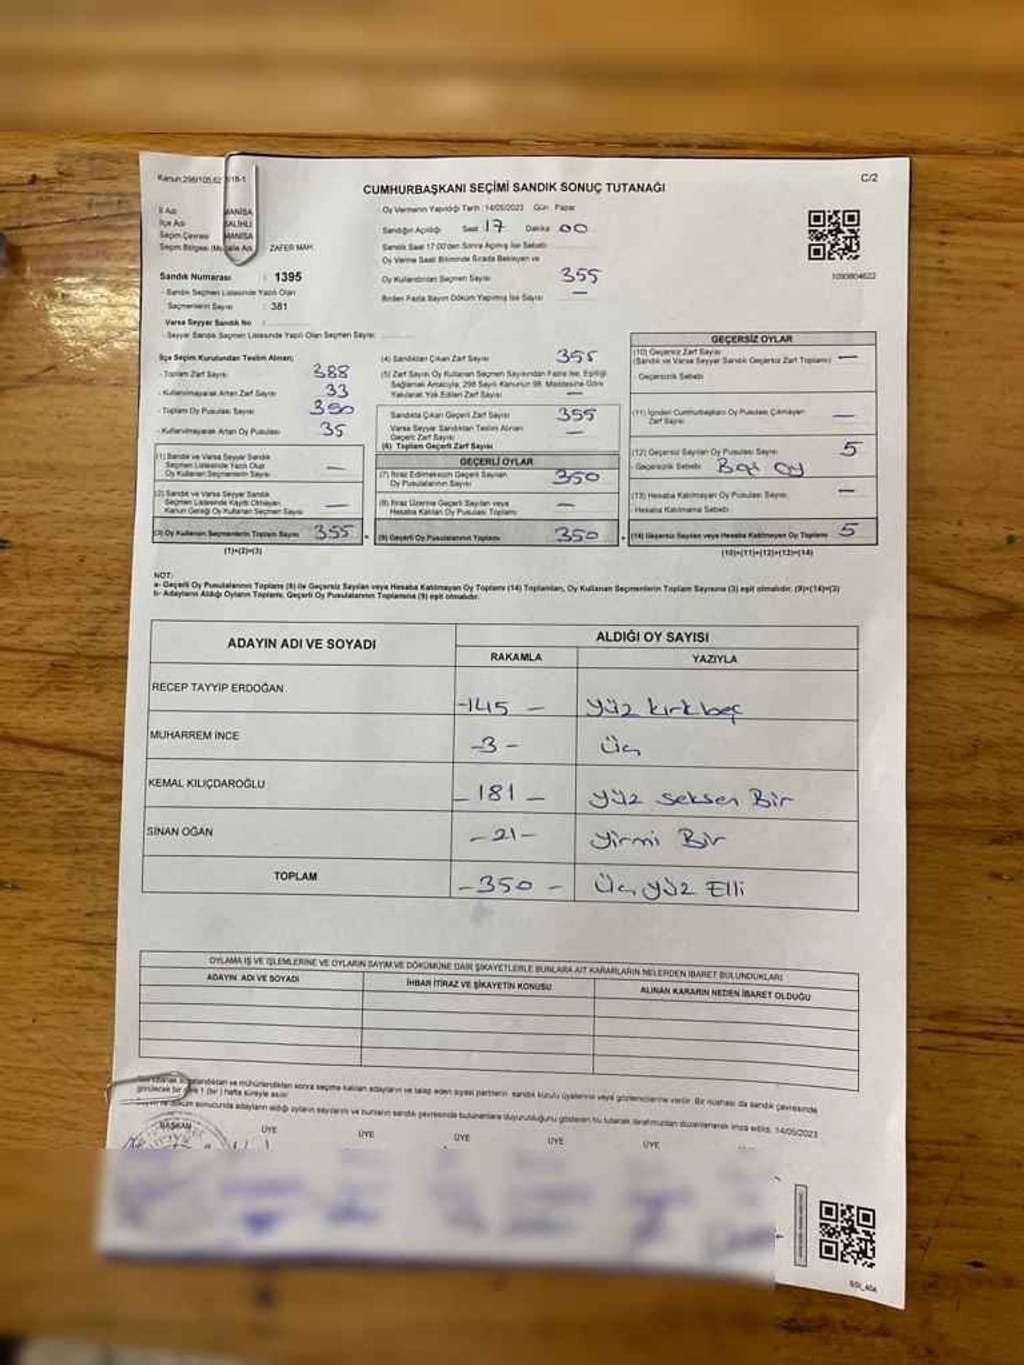 Kanun:298/105,62 1018-1
C/2
CUMHURBAŞKANI SEÇİMİ SANDIK SONUÇ TUTANAĞI
İl Adı MANİSA
İlçe Adı SALİHLİ
Seçim Çevresi MANİSA
Seçim Bölgesi (Mahalle Adı ZAFER MAH.
Sandık Numarası : 1395
- Sandık Seçmen Listesinde Yazılı Olan
Seçmenlerin Sayısı : 381
Varsa Seyyar Sandık No :
- Seyyar Sandık Seçmen Listesinde Yazılı Olan Seçmen Sayısı:
Oy Vermenin Yapıldığı Tarih :14/05/2023 Gün : Pazar
Sandığın Açıldığı Saat 17 Dakika 00
Sandık Saat 17:00'den Sonra Açılmış İse Sebebi:
Oy Verme Saati Bitiminde Sırada Bekleyen ve
Oy Kullandırılan Seçmen Sayısı 355
Birden Fazla Sayım Döküm Yapılmış İse Sayısı —
1093804622
İlçe Seçim Kurulundan Teslim Alınan;
- Toplam Zarf Sayısı 388
- Kullanılmayarak Artan Zarf Sayısı 33
- Toplam Oy Pusulası Sayısı 390
- Kullanılmayarak Artan Oy Pusulası 35
(1) Sandık ve Varsa Seyyar Sandık
Seçmen Listesinde Yazılı Olup
Oy Kullanan Seçmenlerin Sayısı —
(2) Sandık ve Varsa Seyyar Sandık
Seçmen Listesinde Kayıtlı Olmayan
Kanun Gereği Oy Kullanan Seçmen Sayısı —
(3) Oy Kullanan Seçmenlerin Toplam Sayısı 355
(1)+(2)=(3)
(4) Sandıktan Çıkan Zarf Sayısı 355
(5) Zarf Sayısı Oy Kullanan Seçmen Sayısından Fazla İse, Eşitliği
Sağlamak Amacıyla, 298 Sayılı Kanunun 98. Maddesine Göre
Yakılarak Yok Edilen Zarf Sayısı —
Sandıkta Çıkan Geçerli Zarf Sayısı 355
Varsa Seyyar Sandıktan Teslim Alınan
Geçerli Zarf Sayısı —
(6) Toplam Geçerli Zarf Sayısı
GEÇERLİ OYLAR
(7) İtiraz Edilmeksizin Geçerli Sayılan
Oy Pusulalarının Sayısı 350
(8) İtiraz Üzerine Geçerli Sayılan veya
Hesaba Katılan Oy Pusulası Toplamı —
(9) Geçerli Oy Pusulalarının Toplamı 350
GEÇERSİZ OYLAR
(10) Geçersiz Zarf Sayısı
(Sandık ve Varsa Seyyar Sandık Geçersiz Zarf Toplamı) —
- Geçersizlik Sebebi
(11) İçinden Cumhurbaşkanı Oy Pusulası Çıkmayan
Zarf Sayısı —
(12) Geçersiz Sayılan Oy Pusulası Sayısı 5
- Geçersizlik Sebebi Boş oy
(13) Hesaba Katılmayan Oy Pusulası Sayısı —
- Hesaba Katılmama Sebebi
(14) Geçersiz Sayılan veya Hesaba Katılmayan Oy Toplamı 5
(10)+(11)+(12)+(13)=(14)
NOT:
a- Geçerli Oy Pusulalarının Toplamı (9) ile Geçersiz Sayılan veya Hesaba Katılmayan Oy Toplamı (14) Toplamları, Oy Kullanan Seçmenlerin Toplam Sayısına (3) eşit olmalıdır. (9)+(14)=(3)
b- Adayların Aldığı Oyların Toplamı, Geçerli Oy Pusulalarının Toplamına (9) eşit olmalıdır.
ADAYIN ADI VE SOYADI ALDIĞI OY SAYISI
RAKAMLA YAZIYLA
RECEP TAYYİP ERDOĞAN -145 - Yüz kırk beş
MUHARREM İNCE -3- Üç
KEMAL KILIÇDAROĞLU - 181 - Yüz seksen Bir
SİNAN OĞAN -21- Yirmi Bir
TOPLAM -350 - Üç Yüz Elli
OYLAMA İŞ VE İŞLEMLERİNE VE OYLARIN SAYIM VE DÖKÜMÜNE DAİR ŞİKAYETLERLE BUNLARA AİT KARARLARIN NELERDEN İBARET BULUNDUKLARI
ADAYIN ADI VE SOYADI İHBAR İTİRAZ VE ŞİKAYETİN KONUSU ALINAN KARARIN NEDEN İBARET OLDUĞU
tutanak imzalandıktan ve mühürlendikten sonra seçime katılan adayların ve talep eden siyasi partilerin sandık kurulu üyelerine veya gözlemcilerine verilir. Bir nüshası da sandık çevresinde
görülecek bir yere 1 (bir) hafta süreyle asılır.
döküm sonucunda adayların aldığı oyların sayılarını ve bunların sandık çevresinde bulunanlara duyurulduğunu gösteren bu tutanak tarafımızdan düzenlenerek imza edildi. 14/05/2023
BAŞKAN ÜYE ÜYE ÜYE ÜYE ÜYE